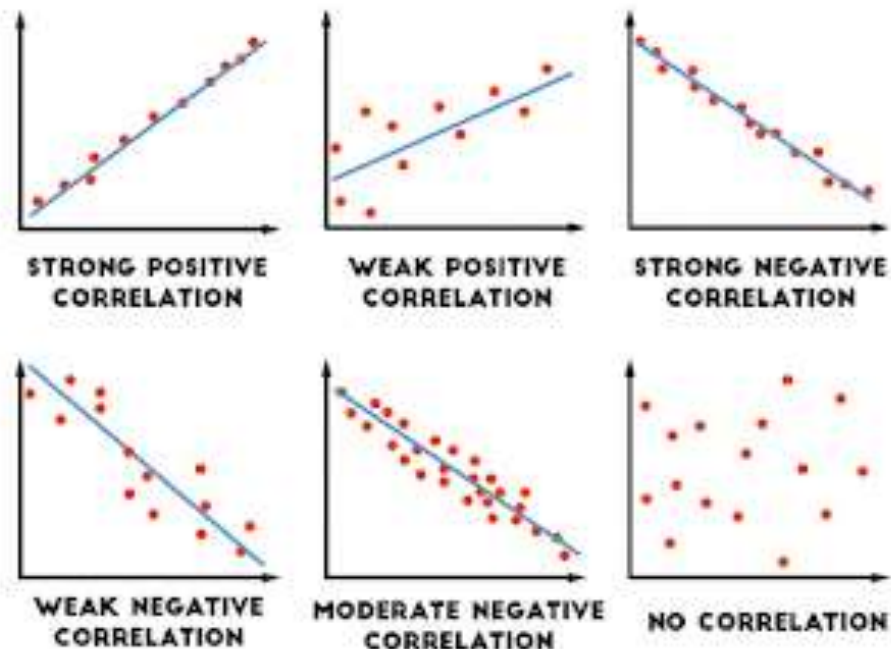 STRONG POSITIVE
CORRELATION
WEAK POSITIVE
CORRELATION
STRONG NEGATIVE
CORRELATION
WEAK NEGATIVE
CORRELATION
MODERATE NEGATIVE
CORRELATION
NO CORRELATION